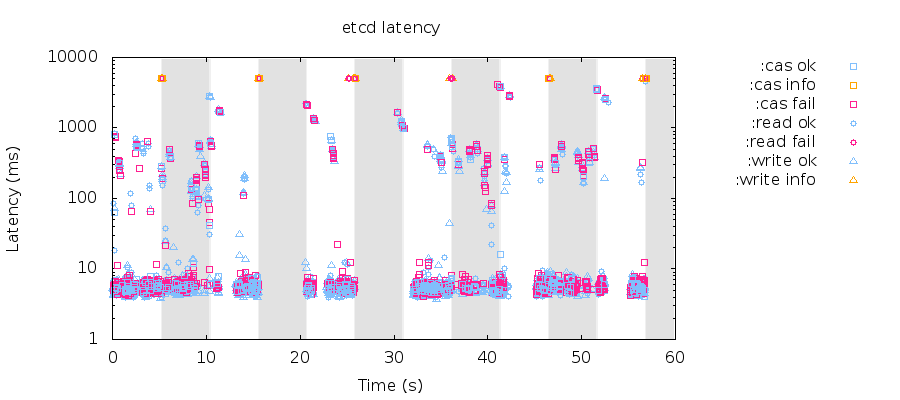 etcd latency
10000
1000
100
10
1
Latency (ms)
0 10 20 30 40 50 60
Time (s)
:cas ok
:cas info
:cas fail
:read ok
:read fail
:write ok
:write info